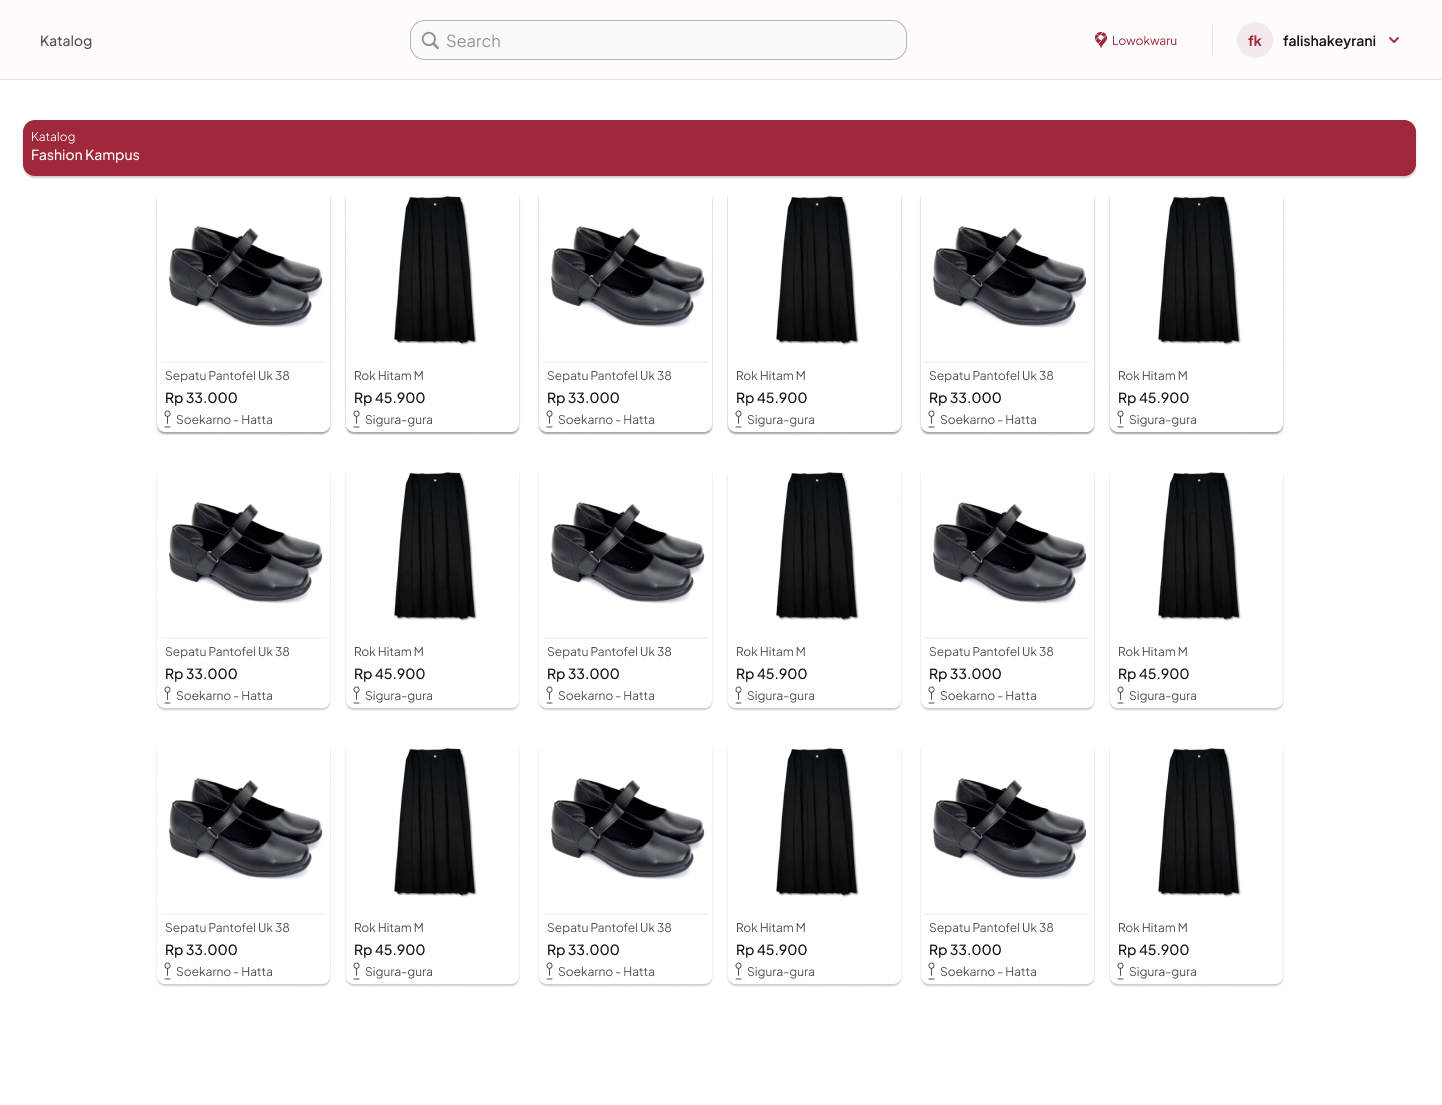 Katalog
Search
Lowokwaru
fk
falishakeyrani
Katalog
Fashion Kampus
Sepatu Pantofel Uk 38
Rp 33.000
Soekarno - Hatta
Rok Hitam M
Rp 45.900
Sigura-gura
Sepatu Pantofel Uk 38
Rp 33.000
Soekarno - Hatta
Rok Hitam M
Rp 45.900
Sigura-gura
Sepatu Pantofel Uk 38
Rp 33.000
Soekarno - Hatta
Rok Hitam M
Rp 45.900
Sigura-gura
Sepatu Pantofel Uk 38
Rp 33.000
Soekarno - Hatta
Rok Hitam M
Rp 45.900
Sigura-gura
Sepatu Pantofel Uk 38
Rp 33.000
Soekarno - Hatta
Rok Hitam M
Rp 45.900
Sigura-gura
Sepatu Pantofel Uk 38
Rp 33.000
Soekarno - Hatta
Rok Hitam M
Rp 45.900
Sigura-gura
Sepatu Pantofel Uk 38
Rp 33.000
Soekarno - Hatta
Rok Hitam M
Rp 45.900
Sigura-gura
Sepatu Pantofel Uk 38
Rp 33.000
Soekarno - Hatta
Rok Hitam M
Rp 45.900
Sigura-gura
Sepatu Pantofel Uk 38
Rp 33.000
Soekarno - Hatta
Rok Hitam M
Rp 45.900
Sigura-gura